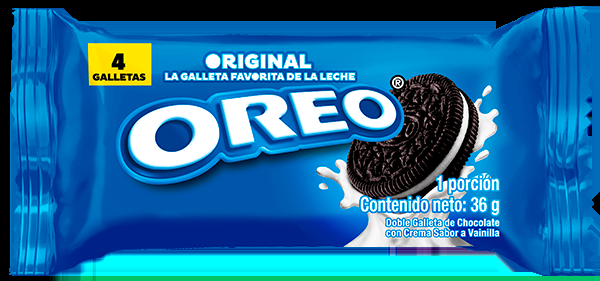 4
GALLETAS
ORIGINAL
LA GALLETA FAVORITA DE LA LECHE
OREO®
1 porción
Contenido neto: 36 g
Doble Galleta de Chocolate
con Crema Sabor a Vainilla